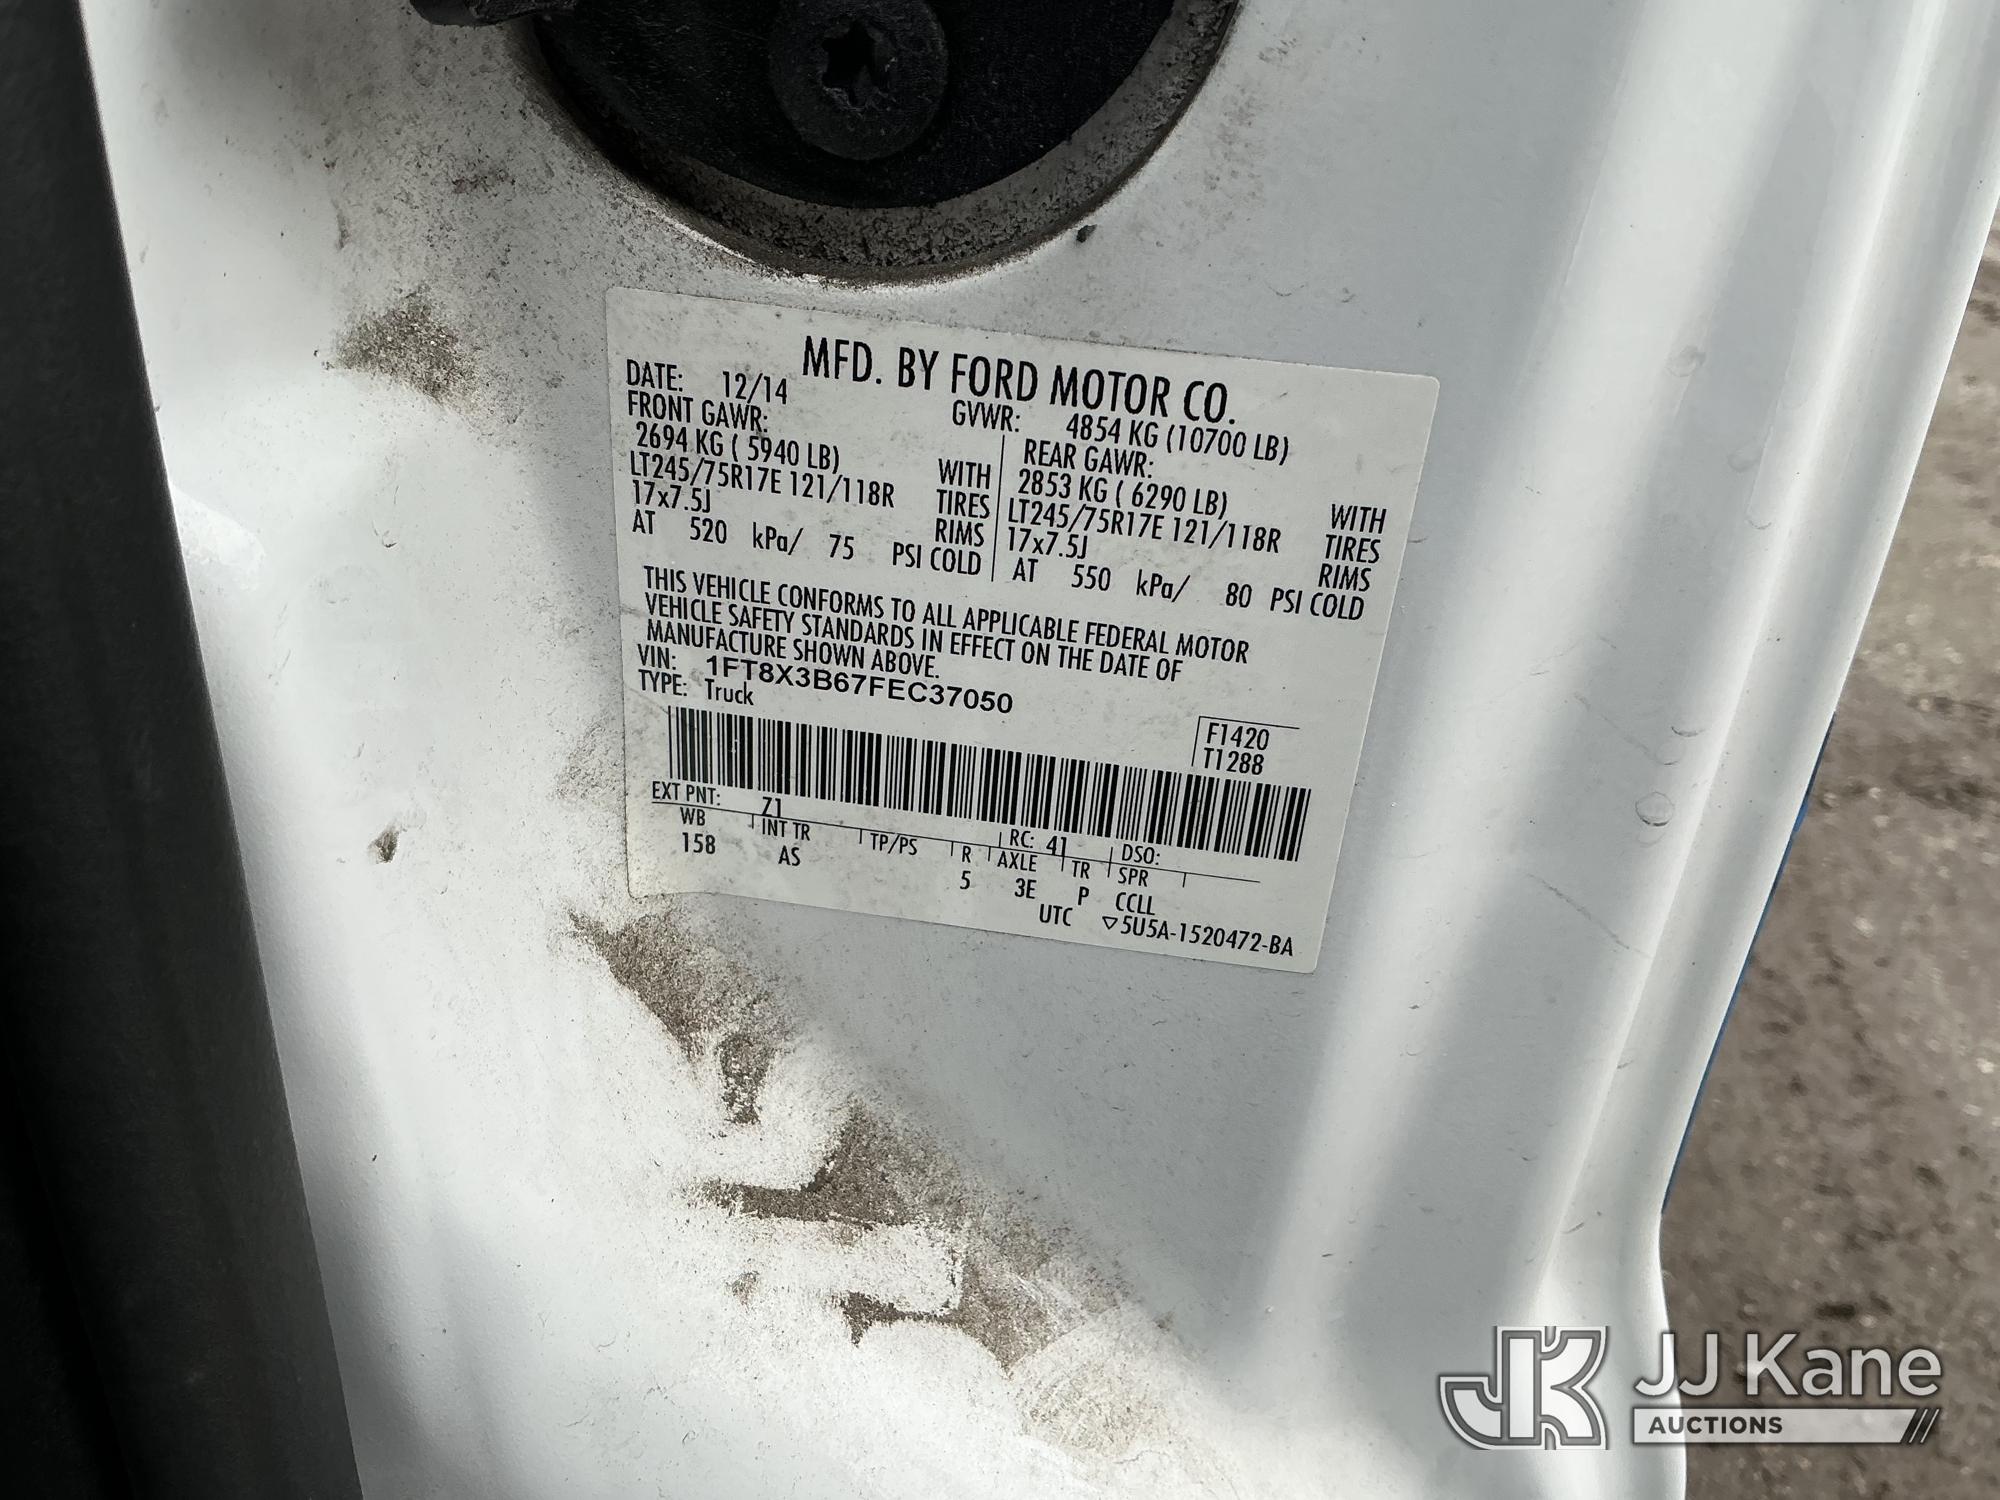 MFD. BY FORD MOTOR CO.
DATE: 12/14 GVWR: 4854 KG (10700 LB)
FRONT GAWR: REAR GAWR:
2694 KG ( 5940 LB) WITH 2853 KG ( 6290 LB) WITH
LT245/75R17E 121/118R TIRES LT245/75R17E 121/118R TIRES
17x7.5J RIMS 17x7.5J RIMS
AT 520 kPa/ 75 PSI COLD AT 550 kPa/ 80 PSI COLD
THIS VEHICLE CONFORMS TO ALL APPLICABLE FEDERAL MOTOR
VEHICLE SAFETY STANDARDS IN EFFECT ON THE DATE OF
MANUFACTURE SHOWN ABOVE.
VIN: 1FT8X3B67FEC37050
TYPE: Truck
F1420
T1288
EXT PNT: Z1 RC: 41 DSO:
WB INT TR TP/PS R AXLE TR SPR
158 AS 5 3E P CCLL
UTC ▽5U5A-1520472-BA
JK JJ Kane
AUCTIONS